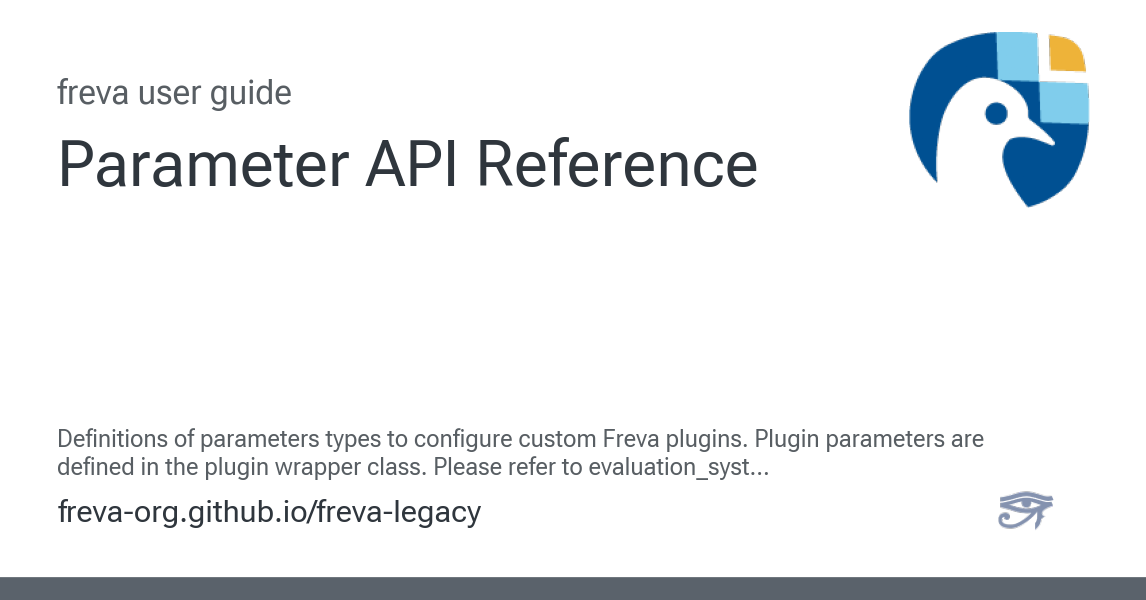 freva user guide
Parameter API Reference
Definitions of parameters types to configure custom Freva plugins. Plugin parameters are
defined in the plugin wrapper class. Please refer to evaluation_syst...
freva-org.github.io/freva-legacy